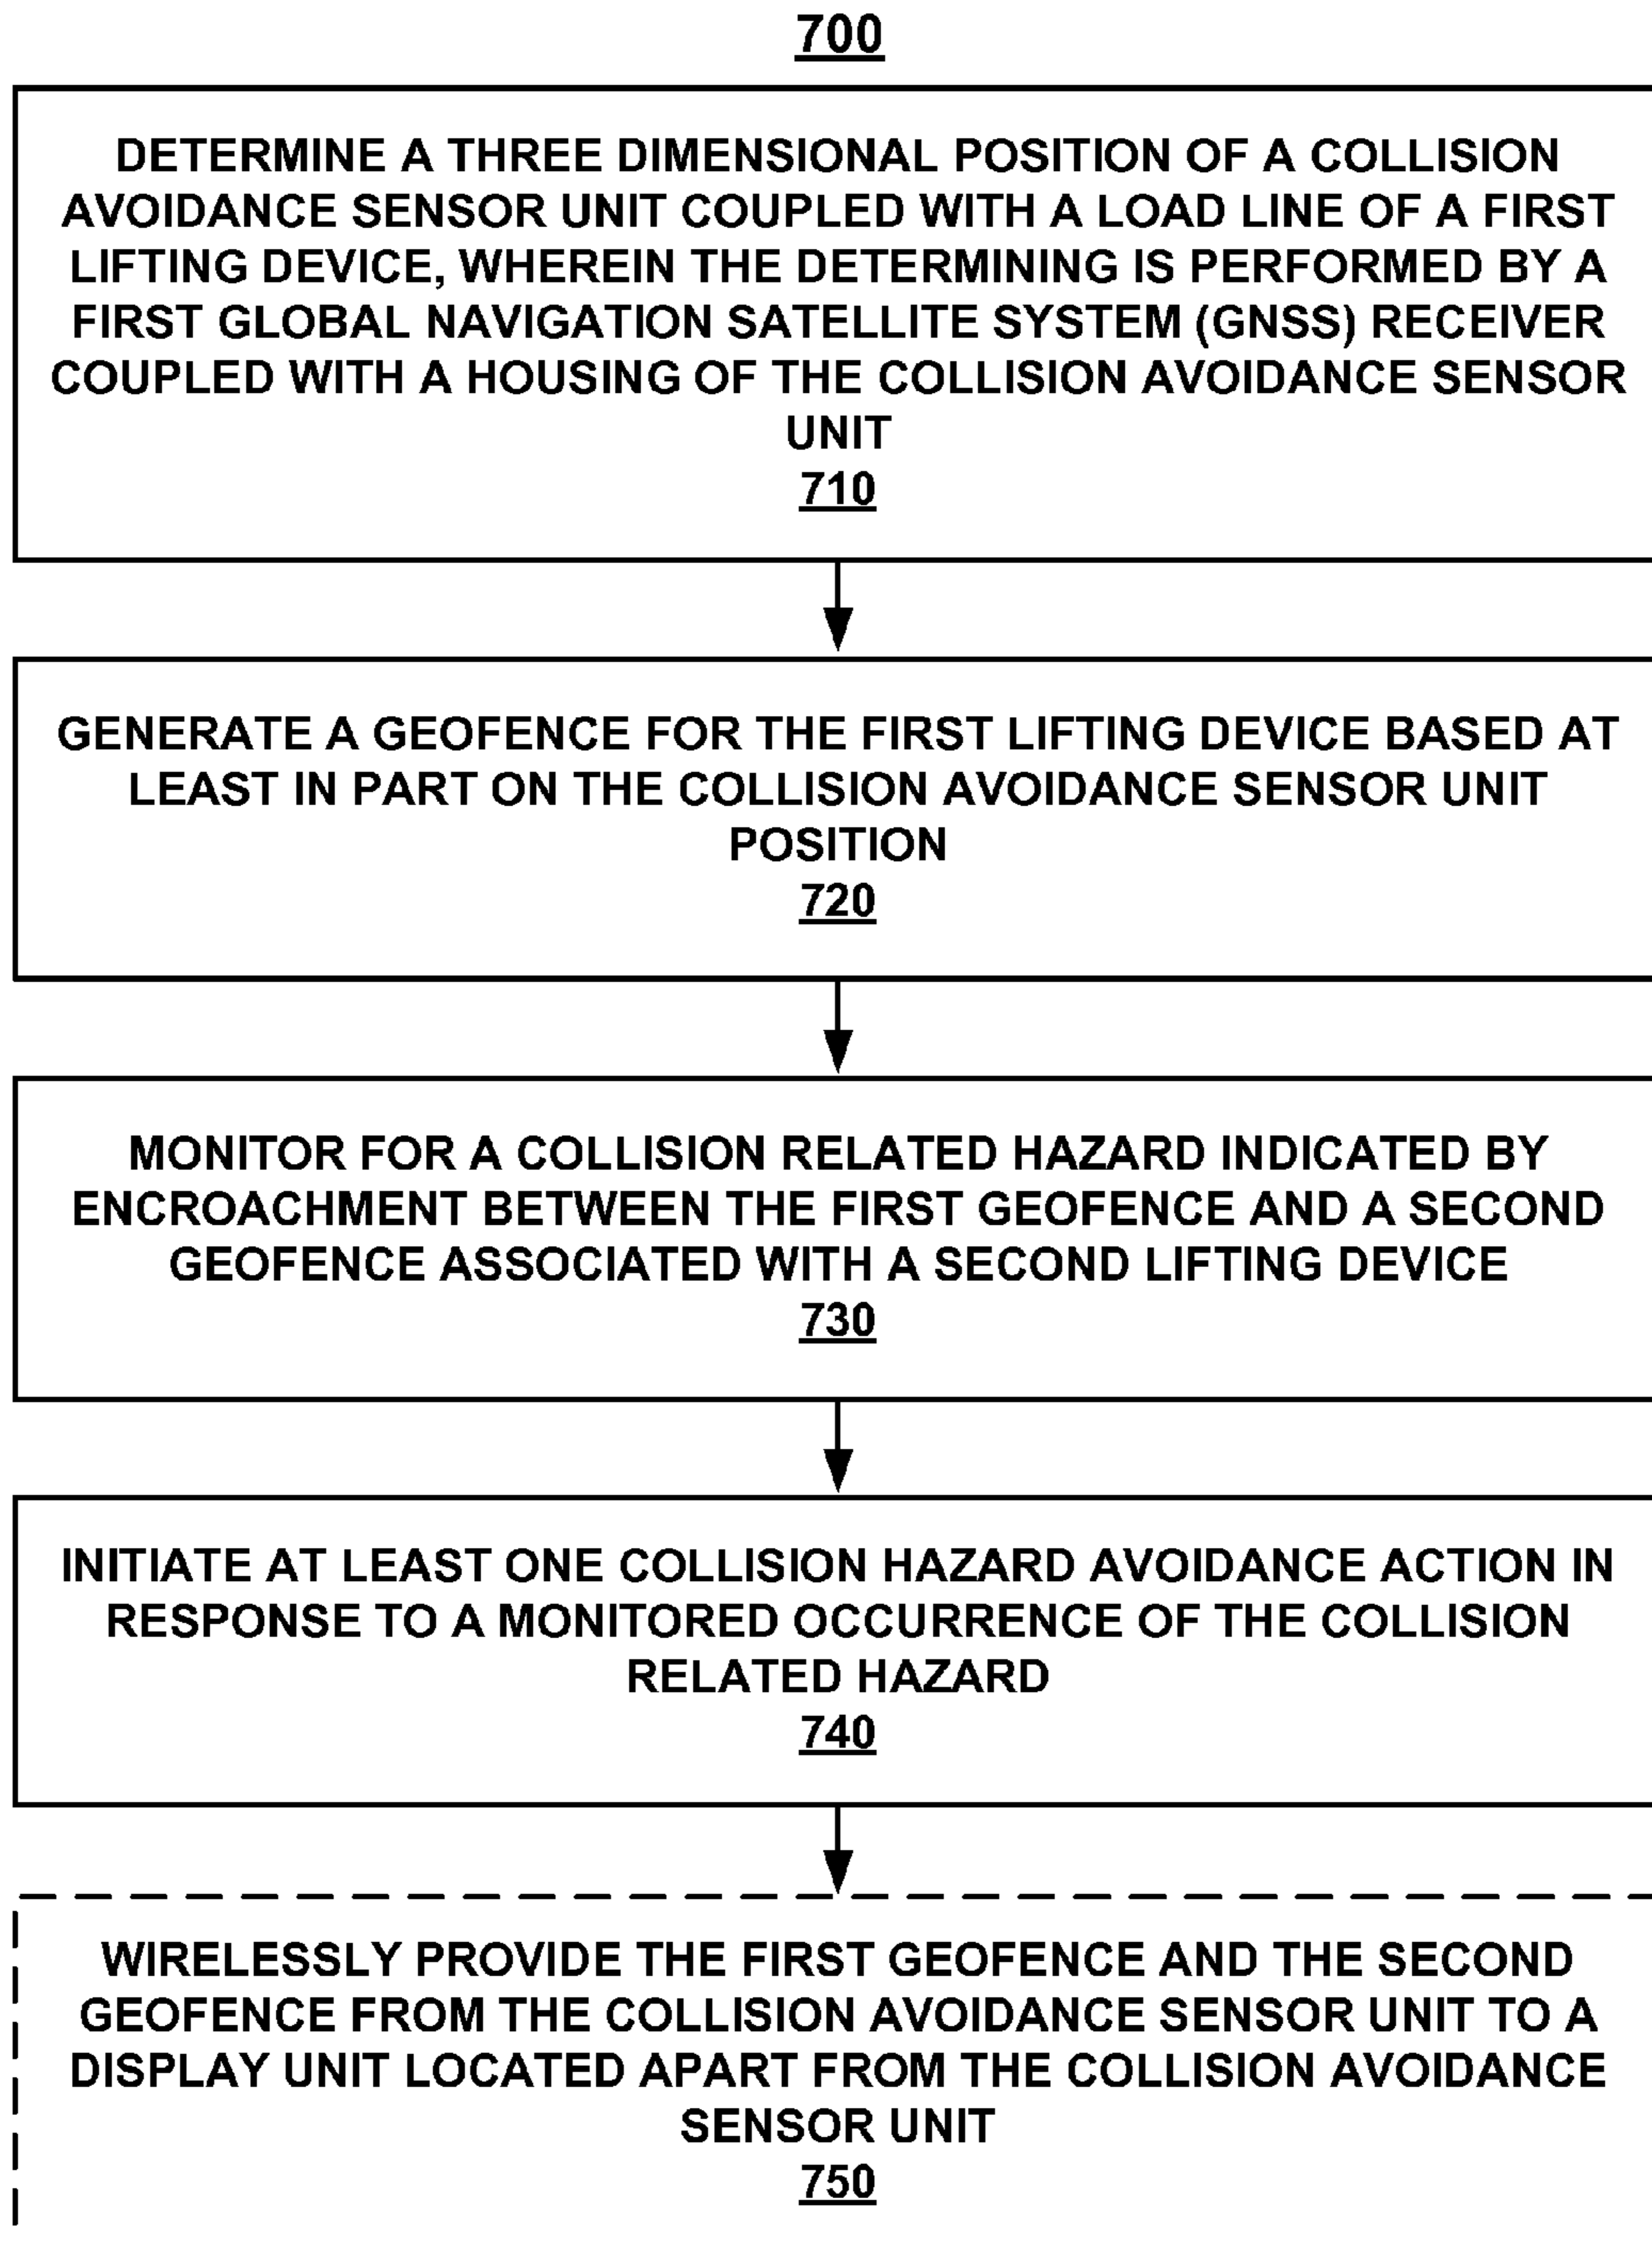 700
DETERMINE A THREE DIMENSIONAL POSITION OF A COLLISION
AVOIDANCE SENSOR UNIT COUPLED WITH A LOAD LINE OF A FIRST
LIFTING DEVICE, WHEREIN THE DETERMINING IS PERFORMED BY A
FIRST GLOBAL NAVIGATION SATELLITE SYSTEM (GNSS) RECEIVER
COUPLED WITH A HOUSING OF THE COLLISION AVOIDANCE SENSOR
UNIT
710
GENERATE A GEOFENCE FOR THE FIRST LIFTING DEVICE BASED AT
LEAST IN PART ON THE COLLISION AVOIDANCE SENSOR UNIT
POSITION
720
MONITOR FOR A COLLISION RELATED HAZARD INDICATED BY
ENCROACHMENT BETWEEN THE FIRST GEOFENCE AND A SECOND
GEOFENCE ASSOCIATED WITH A SECOND LIFTING DEVICE
730
INITIATE AT LEAST ONE COLLISION HAZARD AVOIDANCE ACTION IN
RESPONSE TO A MONITORED OCCURRENCE OF THE COLLISION
RELATED HAZARD
740
WIRELESSLY PROVIDE THE FIRST GEOFENCE AND THE SECOND
GEOFENCE FROM THE COLLISION AVOIDANCE SENSOR UNIT TO A
DISPLAY UNIT LOCATED APART FROM THE COLLISION AVOIDANCE
SENSOR UNIT
750